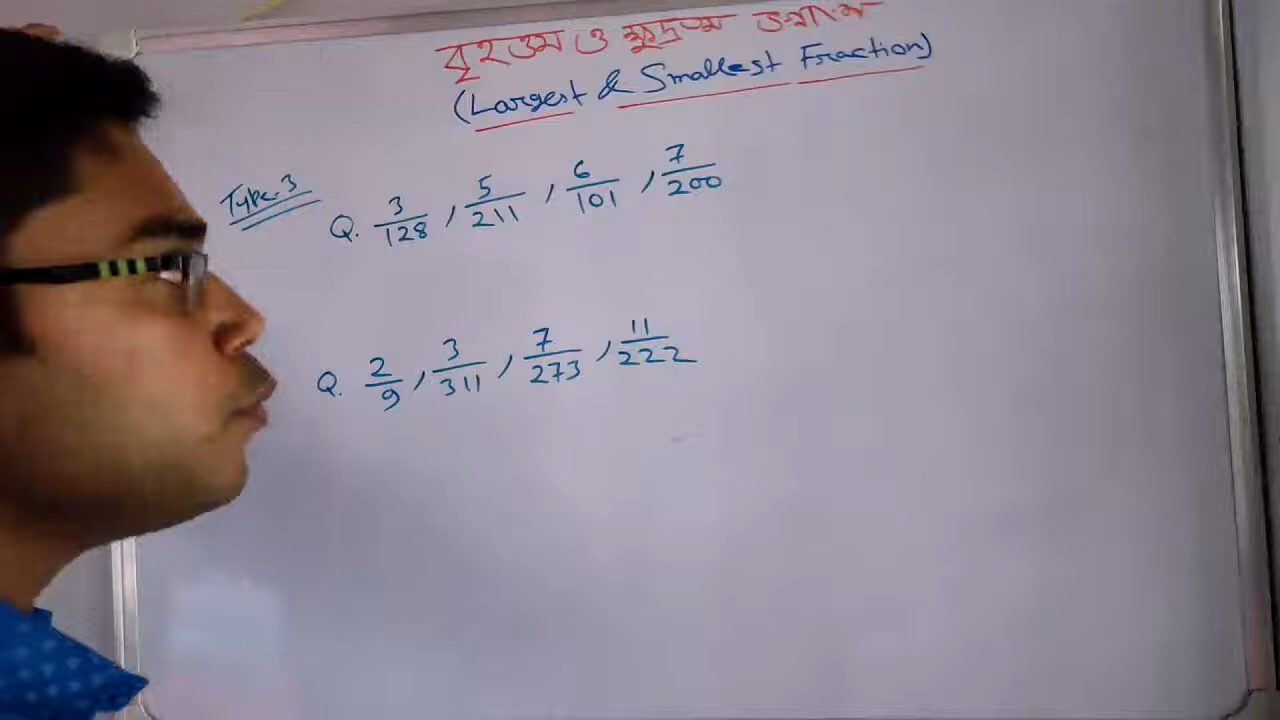 বৃহত্তম ও ক্ষুদ্রতম ভগ্নাংশ
(Largest & Smallest Fraction)
Type-3
Q. 3/128, 5/211, 6/101, 7/200
Q. 2/9, 3/311, 7/273, 11/222